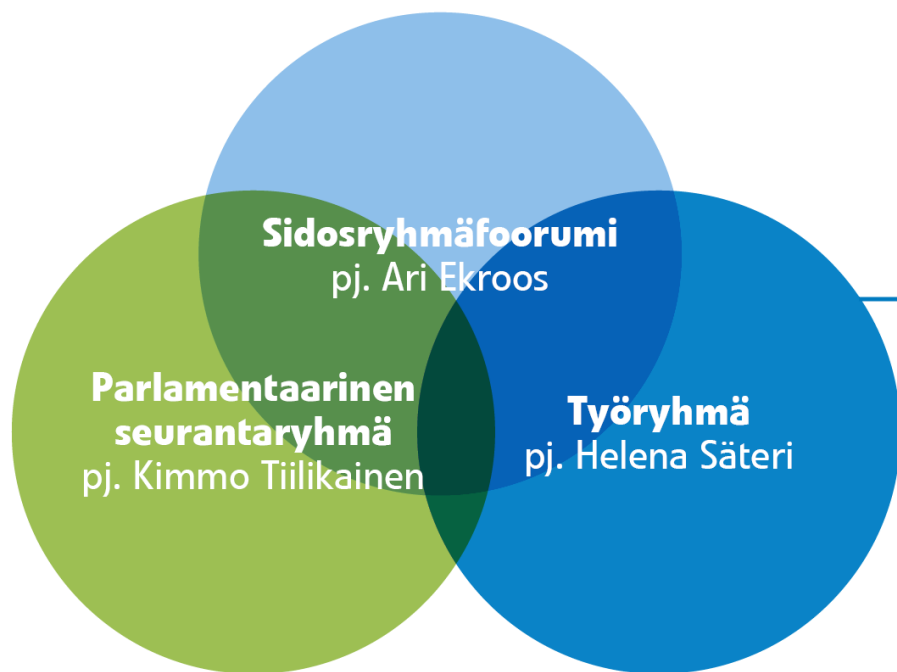 Sidosryhmäfoorumi
pj. Ari Ekroos
Parlamentaarinen
seurantaryhmä
pj. Kimmo Tiilikainen
Työryhmä
pj. Helena Säteri